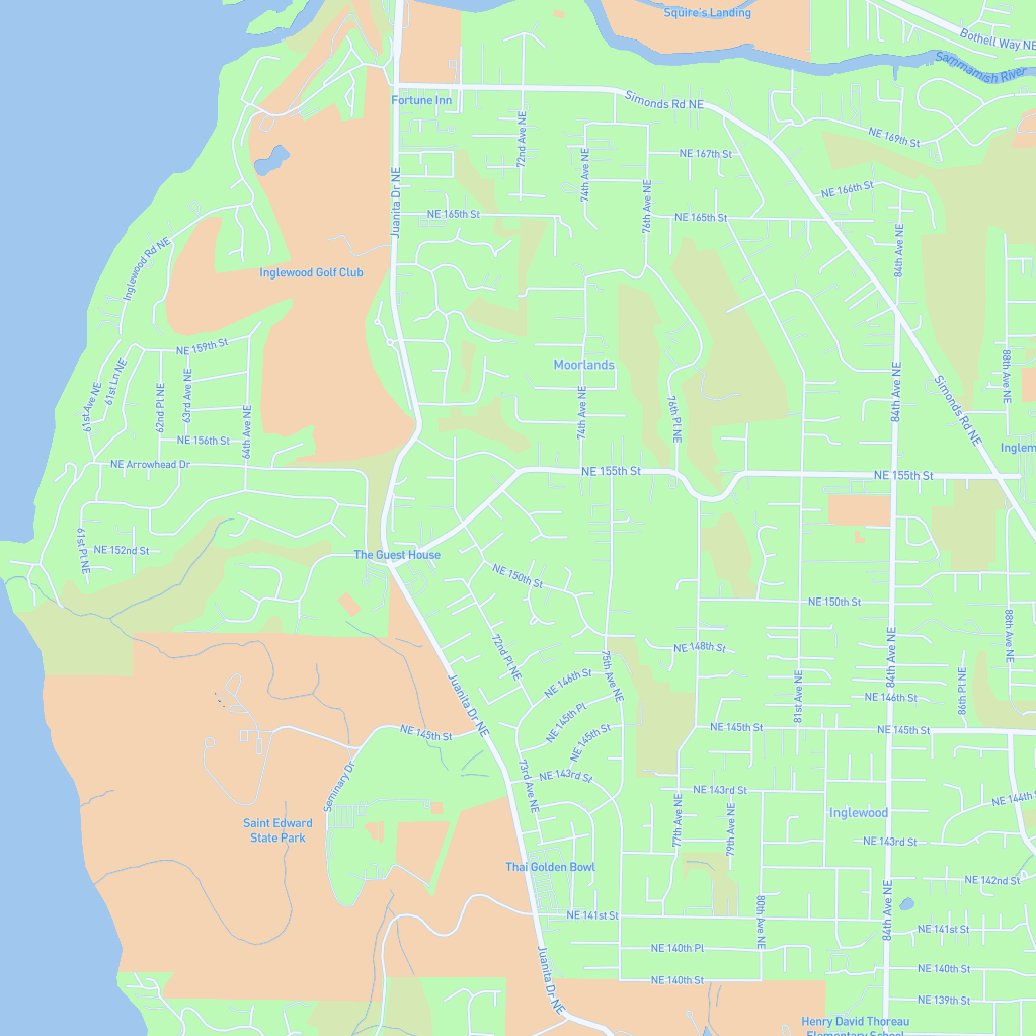 Squire's Landing
Bothell Way NE
Sammamish River
Fortune Inn
Simonds Rd NE
72nd Ave NE
NE 169th St
NE 167th St
74th Ave NE
Juanita Dr NE
76th Ave NE
NE 166th St
NE 165th St
NE 165th St
84th Ave NE
Inglewood Rd NE
Inglewood Golf Club
NE 159th St
Moorlands
88th Ave NE
61st Ln NE
61st Ave NE
62nd Pl NE
63rd Ave NE
64th Ave NE
74th Ave NE
76th Pl NE
84th Ave NE
Simonds Rd NE
NE 156th St
Inglem
NE Arrowhead Dr
NE 155th St
NE 155th St
61st Pl NE
NE 152nd St
The Guest House
NE 150th St
NE 150th St
72nd Pl NE
NE 148th St
84th Ave NE
88th Ave NE
75th Ave NE
NE 146th St
Juanita Dr NE
81st Ave NE
NE 146th St
86th Pl NE
NE 145th Pl
NE 145th St
NE 145th St
NE 145th St
NE 145th St
Seminary Dr
73rd Ave NE
NE 143rd St
NE 143rd St
NE 144th St
77th Ave NE
79th Ave NE
Inglewood
Saint Edward
State Park
NE 143rd St
Thai Golden Bowl
NE 142nd St
80th Ave NE
84th Ave NE
NE 141st St
NE 141st St
Juanita Dr NE
NE 140th Pl
NE 140th St
NE 140th St
NE 139th St
Henry David Thoreau
Elementary School